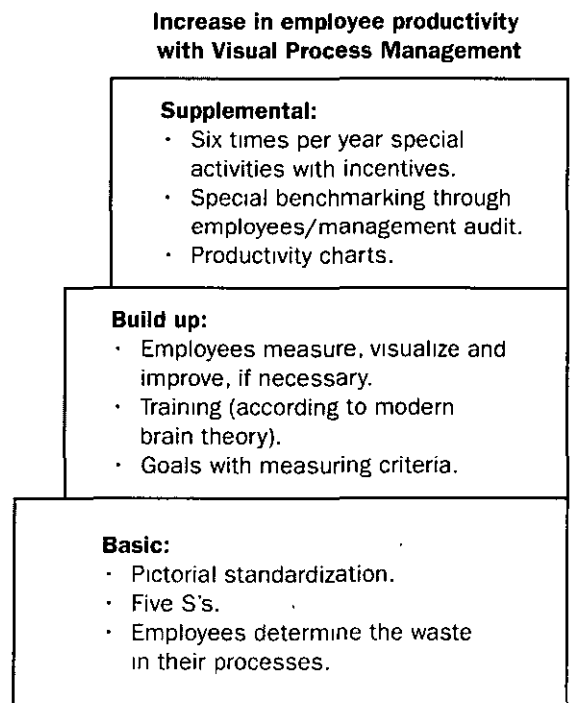 Increase in employee productivity
with Visual Process Management
Supplemental:
· Six times per year special
activities with incentives.
· Special benchmarking through
employees/management audit.
· Productivity charts.
Build up:
· Employees measure, visualize and
improve, if necessary.
· Training (according to modern
brain theory).
· Goals with measuring criteria.
Basic:
· Pictorial standardization.
· Five S's.
· Employees determine the waste
in their processes.